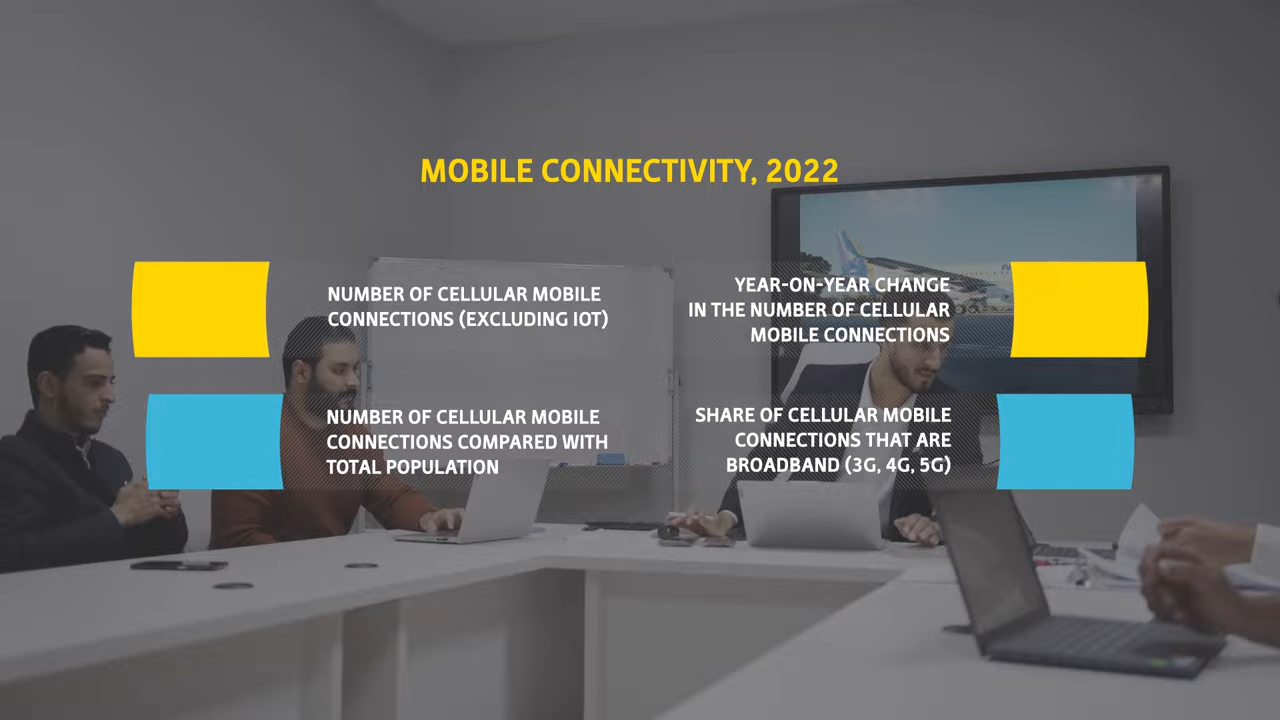 MOBILE CONNECTIVITY, 2022
NUMBER OF CELLULAR MOBILE
CONNECTIONS (EXCLUDING IOT)
YEAR-ON-YEAR CHANGE
IN THE NUMBER OF CELLULAR
MOBILE CONNECTIONS
NUMBER OF CELLULAR MOBILE
CONNECTIONS COMPARED WITH
TOTAL POPULATION
SHARE OF CELLULAR MOBILE
CONNECTIONS THAT ARE
BROADBAND (3G, 4G, 5G)